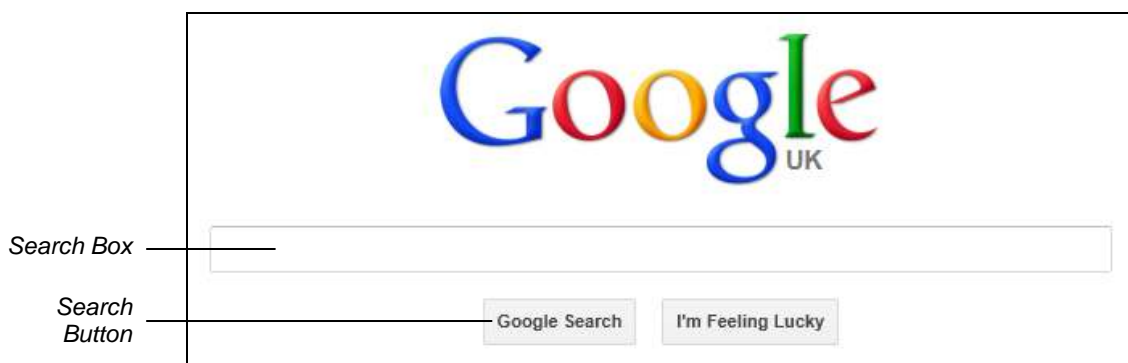 Google
UK
Search Box
Search
Button
Google Search
I'm Feeling Lucky